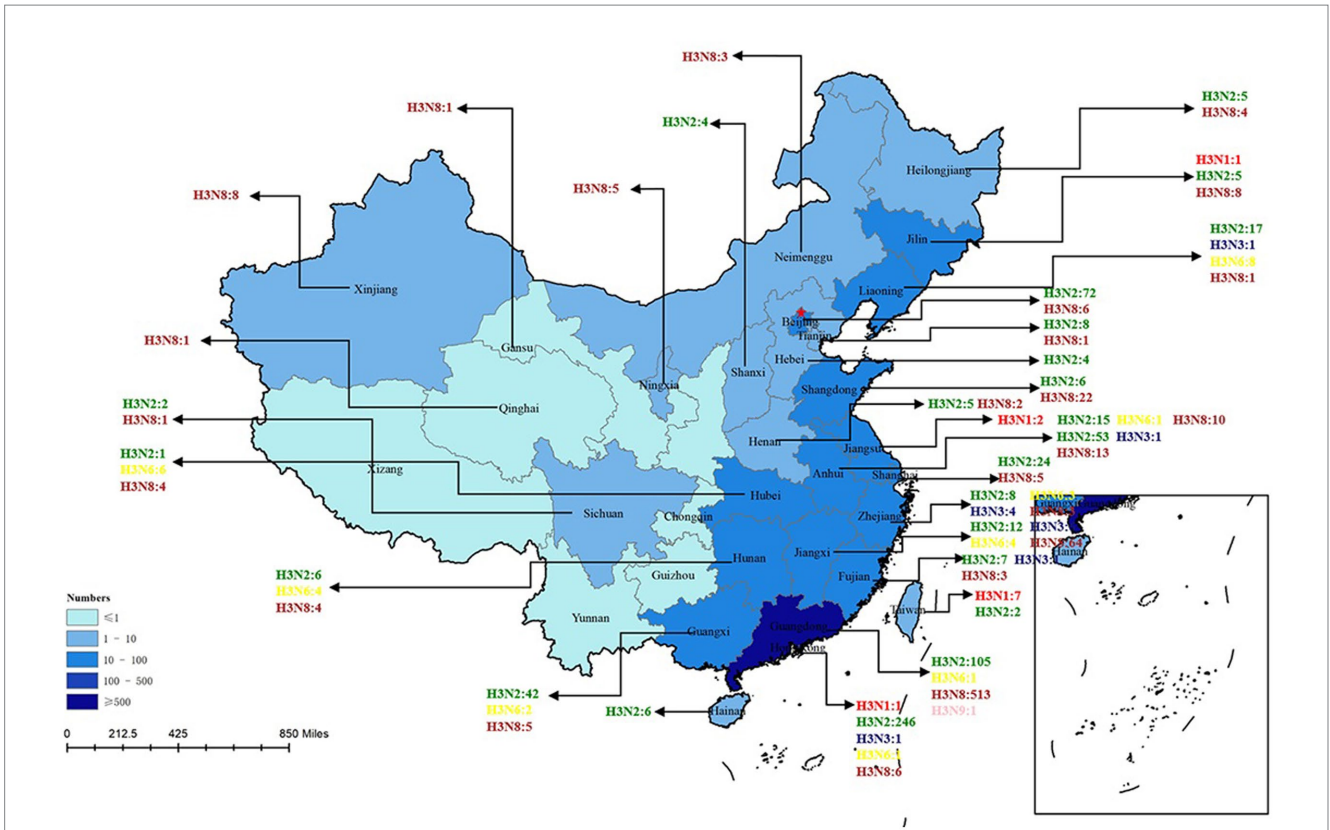 H3N8:3
H3N8:1
H3N2:4
H3N2:5
H3N8:4
Heilongjiang
H3N1:1
H3N2:5
H3N8:8
H3N8:8
H3N8:5
Jilin
H3N2:17
H3N3:1
H3N6:8
H3N8:1
Neimenggu
Xinjiang
Liaoning
H3N2:72
H3N8:6
Beijing
Tianjin
H3N2:8
H3N8:1
H3N8:1
Gansu
Hebei
H3N2:4
Shanxi
Ningxia
Shangdong
H3N2:6
H3N8:22
Qinghai
H3N2:2
H3N8:1
H3N2:5 H3N8:2
H3N1:2 H3N2:15 H3N6:1 H3N8:10
Henan
Jiangsu
H3N2:53 H3N3:1
H3N8:13
H3N2:1
H3N6:6
H3N8:4
Xizang
Anhui
Shanghai
H3N2:24
H3N8:5
Hubei
H3N2:8
H3N3:4
Sichuan
Chongqin
Zhejiang
H3N2:12
H3N6:4 H3N8:64
Hunan
Jiangxi
H3N2:7
H3N8:3
Hainan
Guizhou
Fujian
H3N2:6
H3N6:4
H3N8:4
H3N1:7
H3N2:2
Taiwan
Numbers
≤1
1 - 10
10 - 100
100 - 500
≥500
Yunnan
Guangxi
Guangdong
Hong Kong
H3N2:105
H3N6:1
H3N8:513
H3N9:1
H3N2:42
H3N6:2
H3N8:5
H3N2:6
Hainan
H3N1:1
H3N2:246
H3N3:1
H3N8:6
0 212.5 425 850 Miles